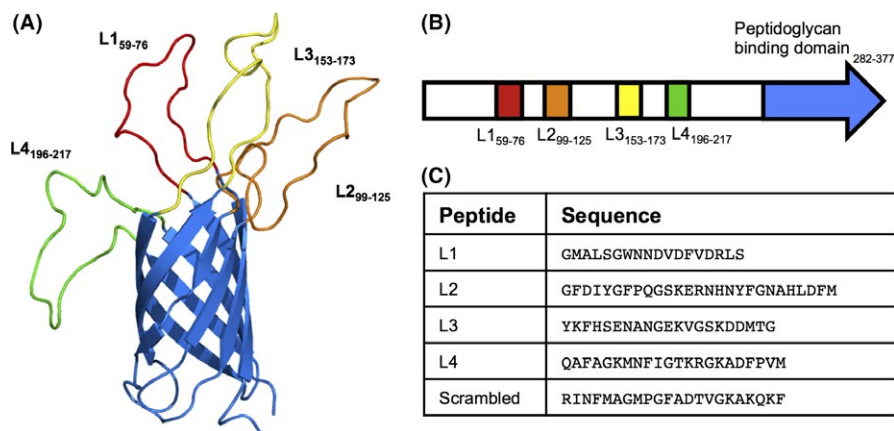 (A)
L1 59-76
L3 153-173
L4 196-217
L2 99-125
(B)
Peptidoglycan
binding domain 282-377
L1 59-76 L2 99-125 L3 153-173 L4 196-217
(C)
Peptide Sequence
L1 GMALSGWNNDVDFVDRLS
L2 GFDIYGFPQGSKERNHNYFGNAHLDFM
L3 YKFHSENANGEKVGSKDDMTG
L4 QAFAGKMNFIGTKRGKADFPVM
Scrambled RINFMAGMPGFADTVGKAKQKF